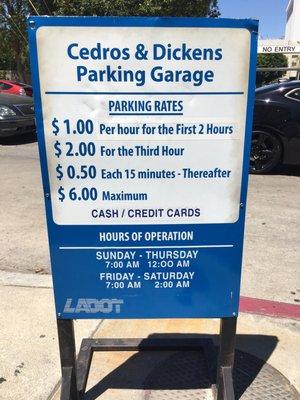 NO ENTRY
Cedros & Dickens
Parking Garage
PARKING RATES
$ 1.00 Per hour for the First 2 Hours
$ 2.00 For the Third Hour
$ 0.50 Each 15 minutes - Thereafter
$ 6.00 Maximum
CASH / CREDIT CARDS
HOURS OF OPERATION
SUNDAY - THURSDAY
7:00 AM 12:00 AM
FRIDAY - SATURDAY
7:00 AM 2:00 AM
LADOT